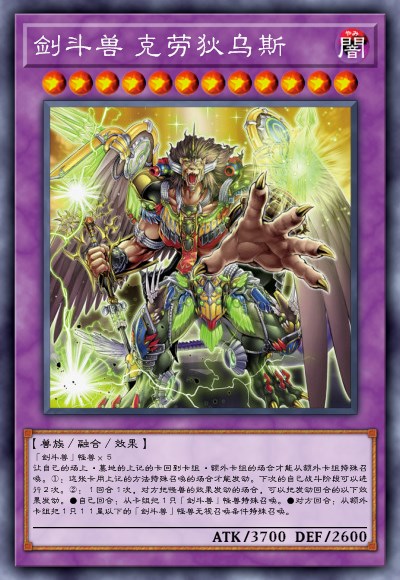 剑斗兽 克劳狄乌斯
やみ
闇
【兽族／融合／效果】
「剑斗兽」怪兽×5
让自己的场上·墓地的上记的卡回到卡组·额外卡组的场合才能从额外卡组特殊召
唤。①：这张卡用上记的方法特殊召唤的场合才能发动。下次的自己战斗阶段可以进
行2次。②：1回合1次，对方把怪兽的效果发动的场合，可以把发动回合的以下效
果发动。●自己回合：从卡组把1只「剑斗兽」怪兽特殊召唤。●对方回合：从额外
卡组把1只11星以下的「剑斗兽」怪兽无视召唤条件特殊召唤。
ATK/3700 DEF/2600